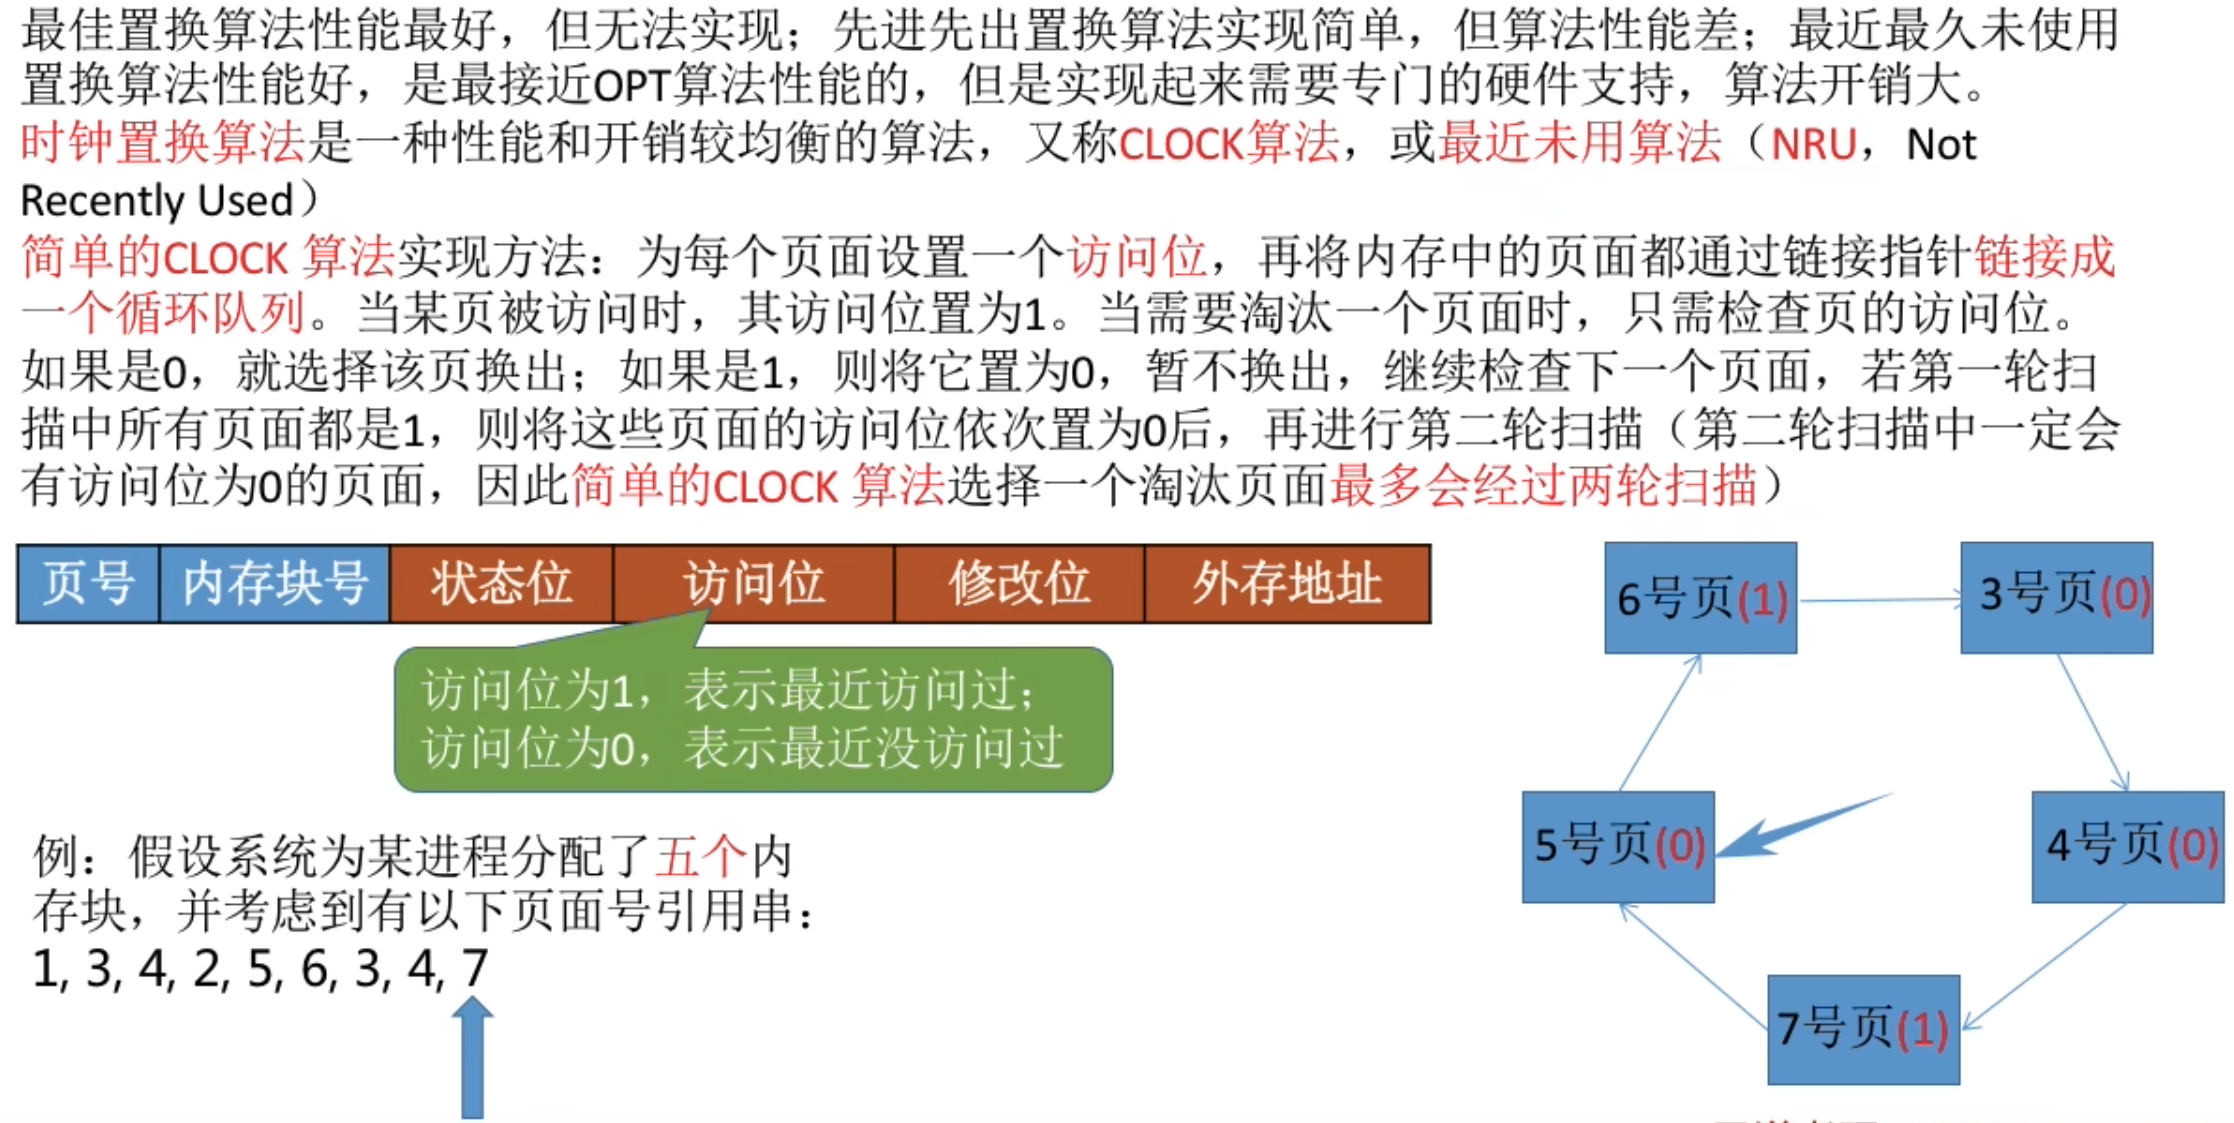 最佳置换算法性能最好，但无法实现；先进先出置换算法实现简单，但算法性能差；最近最久未使用
置换算法性能好，是最接近OPT算法性能的，但是实现起来需要专门的硬件支持，算法开销大。
时钟置换算法是一种性能和开销较均衡的算法，又称CLOCK算法，或最近未用算法（NRU，Not
Recently Used）
简单的CLOCK 算法实现方法：为每个页面设置一个访问位，再将内存中的页面都通过链接指针链接成
一个循环队列。当某页被访问时，其访问位置为1。当需要淘汰一个页面时，只需检查页的访问位。
如果是0，就选择该页换出；如果是1，则将它置为0，暂不换出，继续检查下一个页面，若第一轮扫
描中所有页面都是1，则将这些页面的访问位依次置为0后，再进行第二轮扫描（第二轮扫描中一定会
有访问位为0的页面，因此简单的CLOCK 算法选择一个淘汰页面最多会经过两轮扫描）
页号 内存块号 状态位 访问位 修改位 外存地址
访问位为1，表示最近访问过；
访问位为0，表示最近没访问过
例：假设系统为某进程分配了五个内
存块，并考虑到有以下页面号引用串：
1, 3, 4, 2, 5, 6, 3, 4, 7
6号页(1)
3号页(0)
5号页(0)
4号页(0)
7号页(1)